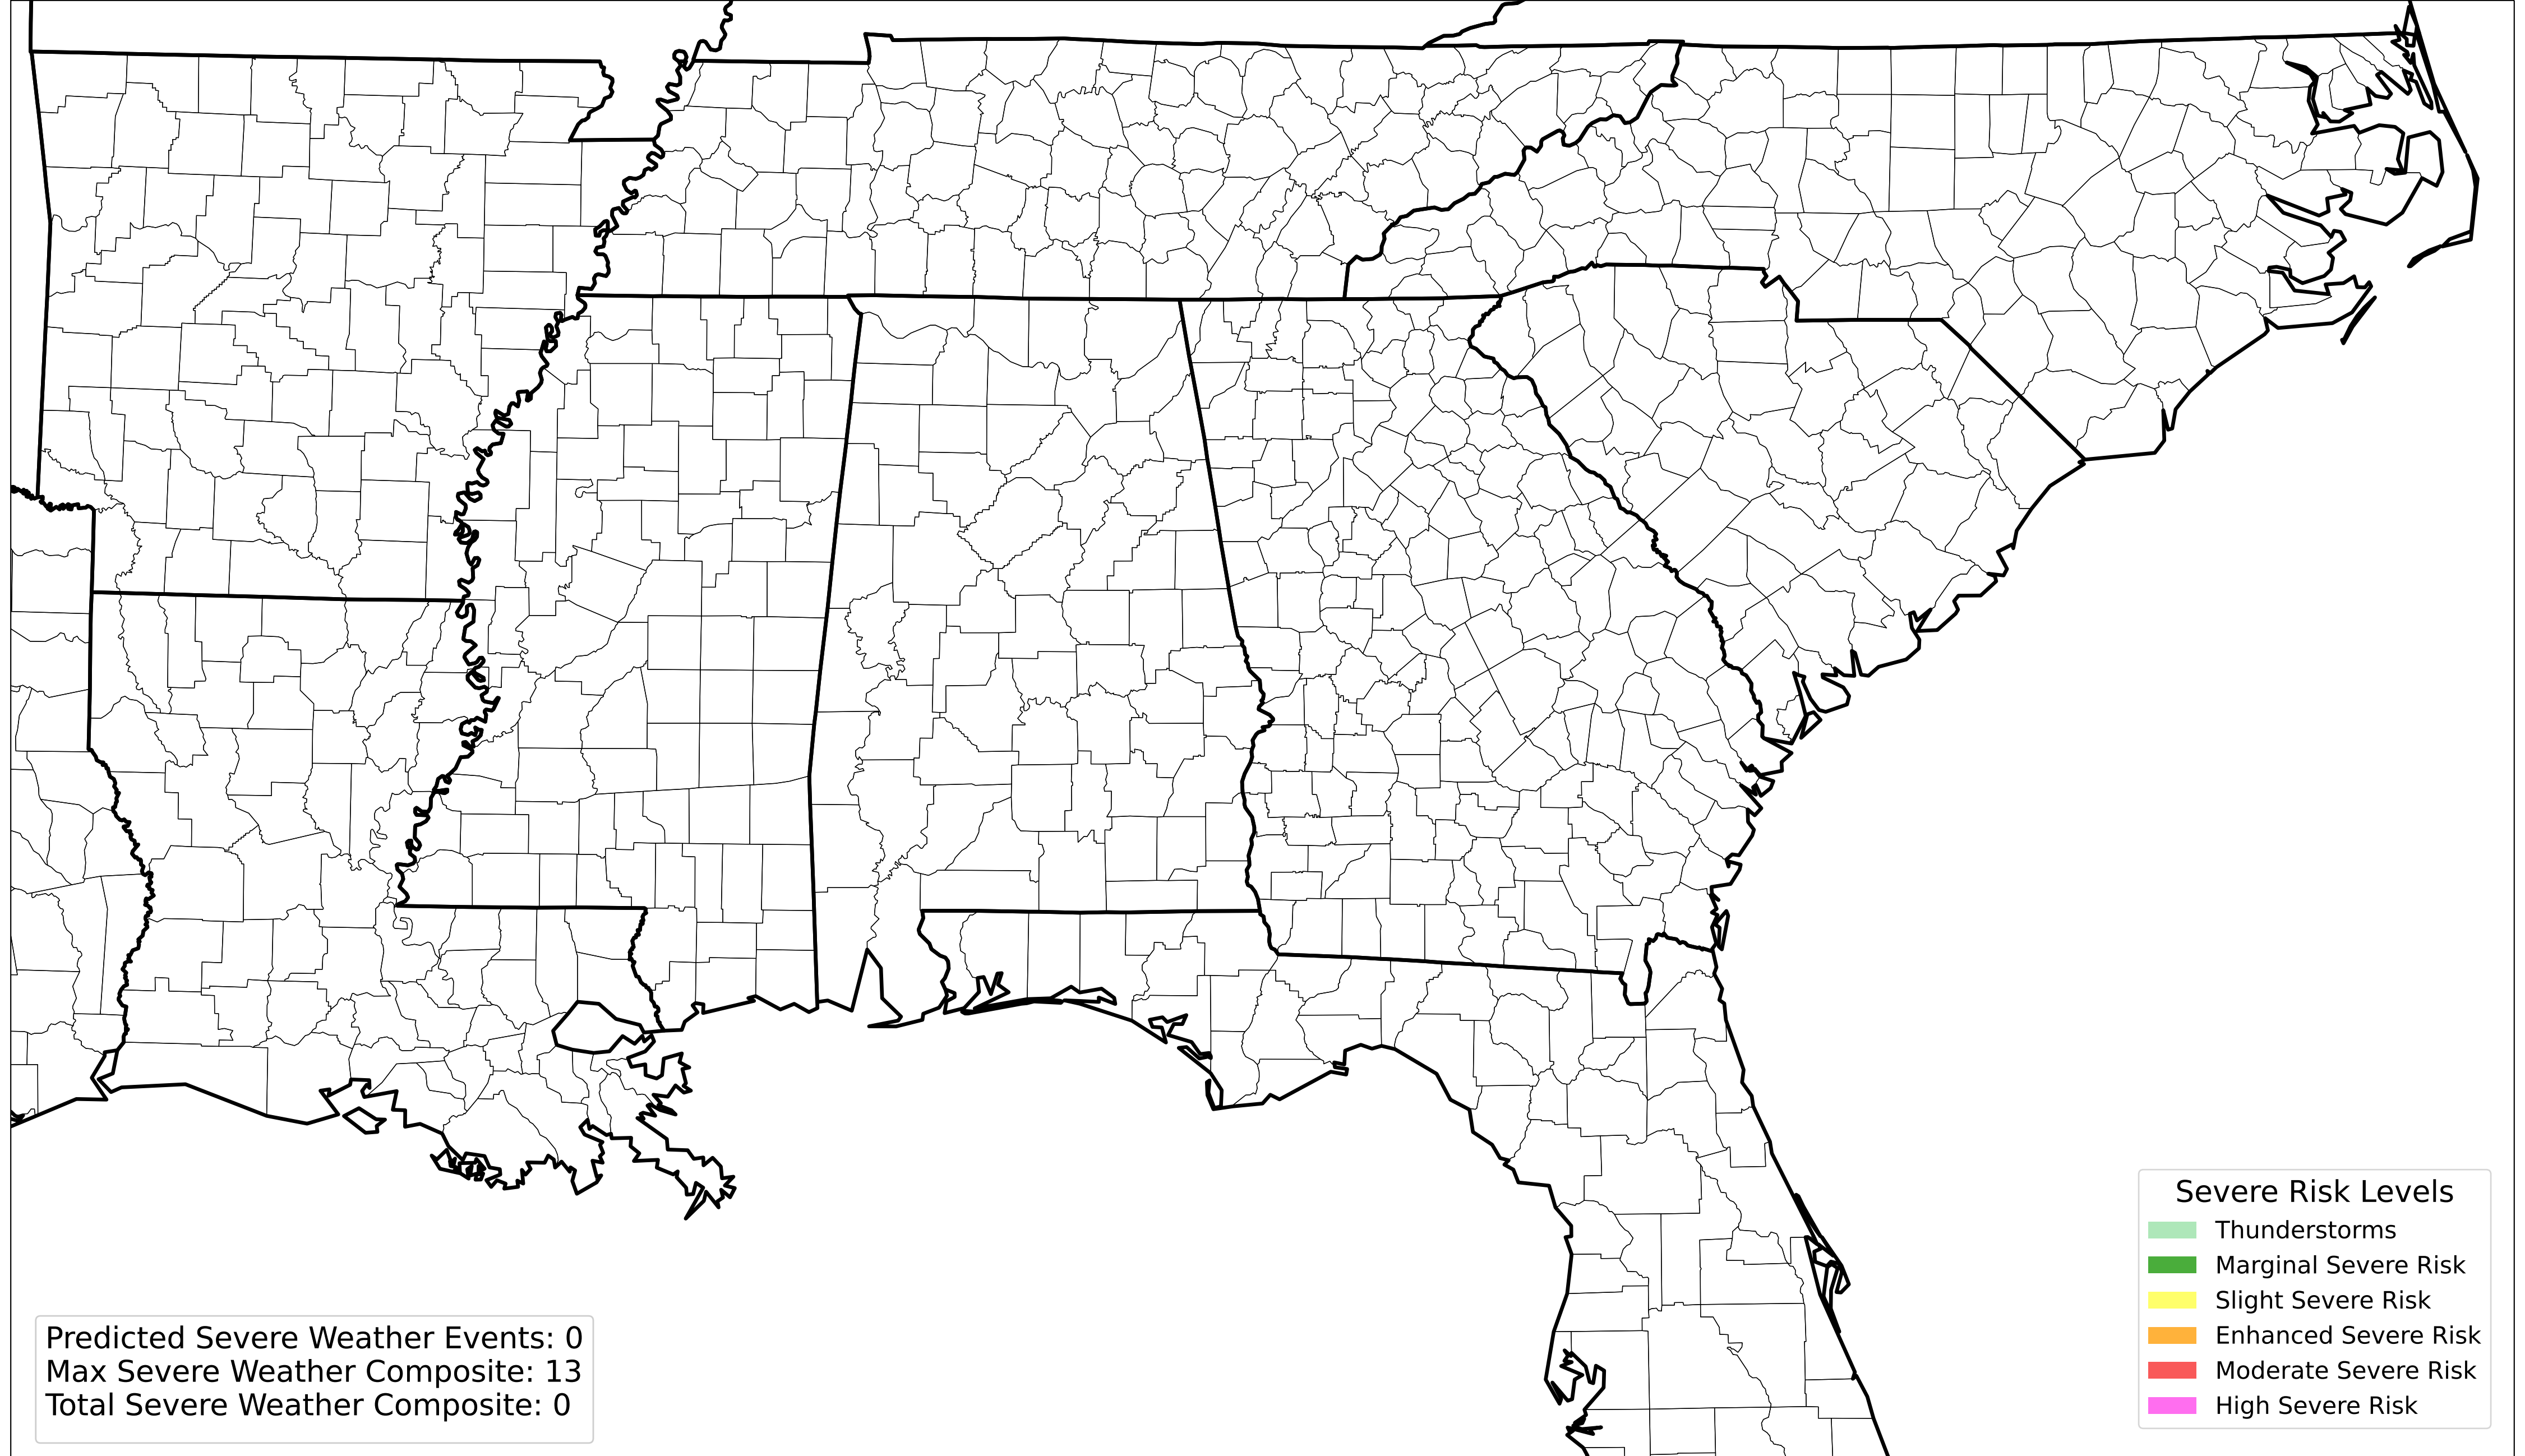 Severe Risk Levels
Thunderstorms
Marginal Severe Risk
Slight Severe Risk
Enhanced Severe Risk
Moderate Severe Risk
High Severe Risk
Predicted Severe Weather Events: 0
Max Severe Weather Composite: 13
Total Severe Weather Composite: 0